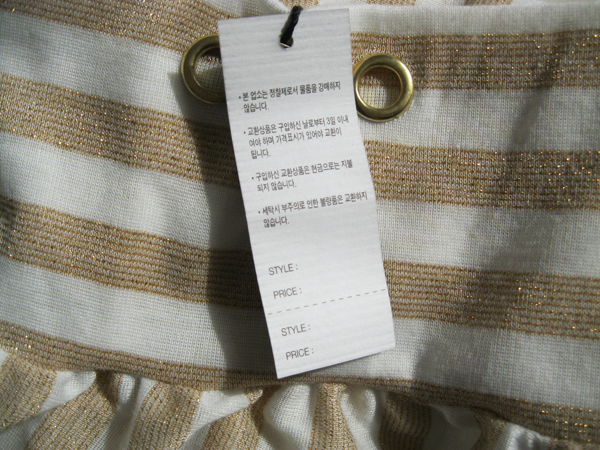 · 본 업소는 정찰제로서 물품을 강매하지
않습니다.
· 교환상품은 구입하신 날로부터 3일 이내
여야 하며 가격표시가 있어야 교환이
됩니다.
· 구입하신 교환상품은 현금으로는 지불
되지 않습니다.
· 세탁시 부주의로 인한 불량품은 교환하지
않습니다.
STYLE :
PRICE :
STYLE :
PRICE :